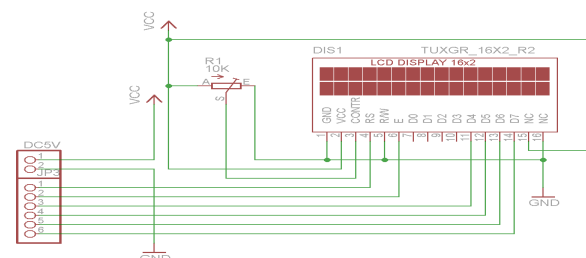 VCC
R1
10K
A
E
S
VCC
DIS1
TUXGR_16X2_R2
LCD DISPLAY 16x2
GND
VCC
CONTR
RS
R/W
E
D0
D1
D2
D3
D4
D5
D6
D7
NC
NC
1
2
3
4
5
6
7
8
9
10
11
12
13
14
15
16
DC5V
1
2
JP3
1
2
3
4
5
6
GND
GND